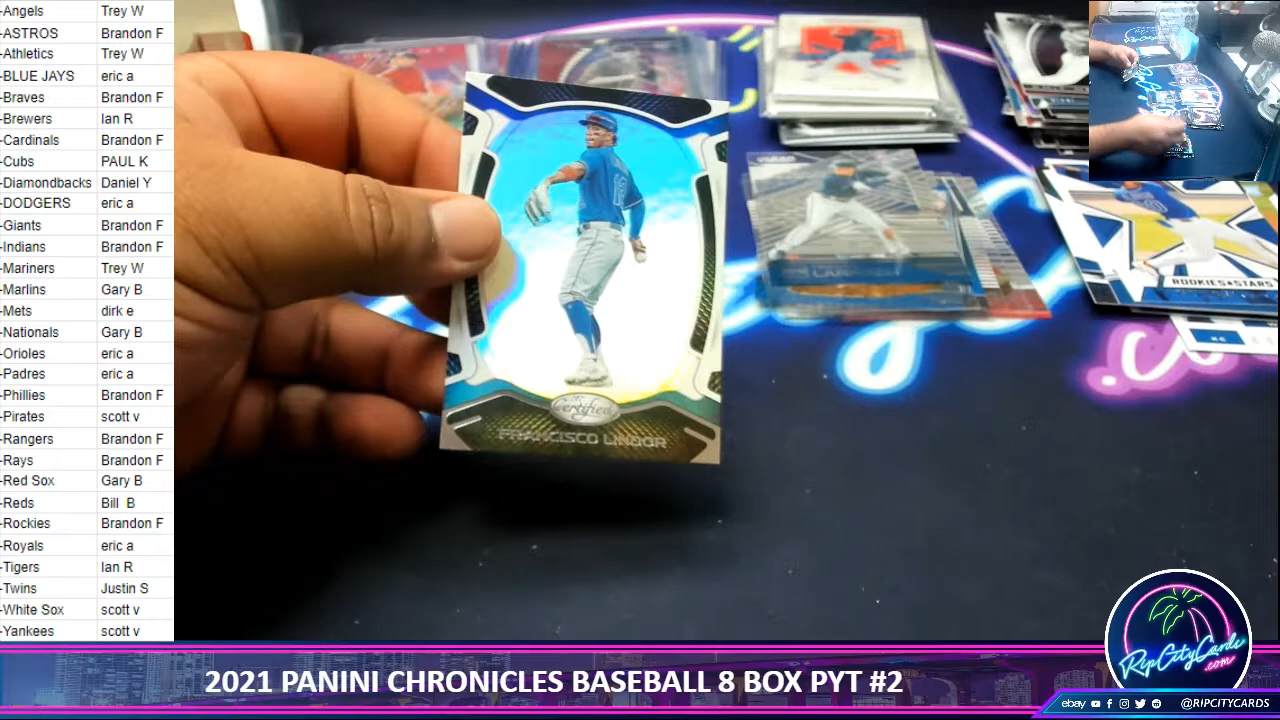 -Angels Trey W
-ASTROS Brandon F
-Athletics Trey W
-BLUE JAYS eric a
-Braves Brandon F
-Brewers Ian R
-Cardinals Brandon F
-Cubs PAUL K
-Diamondbacks Daniel Y
-DODGERS eric a
-Giants Brandon F
-Indians Brandon F
-Mariners Trey W
-Marlins Gary B
-Mets dirk e
-Nationals Gary B
-Orioles eric a
-Padres eric a
-Phillies Brandon F
-Pirates scott v
-Rangers Brandon F
-Rays Brandon F
-Red Sox Gary B
-Reds Bill B
-Rockies Brandon F
-Royals eric a
-Tigers Ian R
-Twins Justin S
-White Sox scott v
-Yankees scott v
Certified
FRANCISCO LINDOR
ROOKIES & STARS
2021 PANINI CHRONICLES BASEBALL 8 BOX PYT #2
RipCityCards
.com
ebay @RIPCITYCARDS